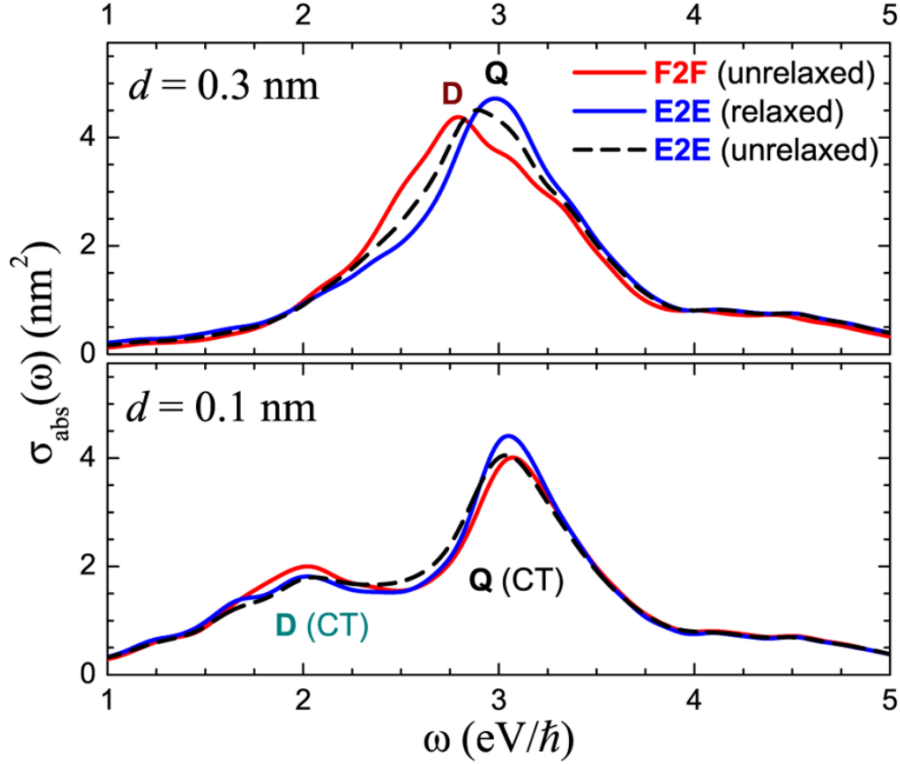 1 2 3 4 5
d = 0.3 nm
D
Q
F2F (unrelaxed)
E2E (relaxed)
E2E (unrelaxed)
4
2
0
σabs(ω) (nm²)
d = 0.1 nm
4
2
0
D (CT)
Q (CT)
1 2 3 4 5
ω (eV/ℏ)